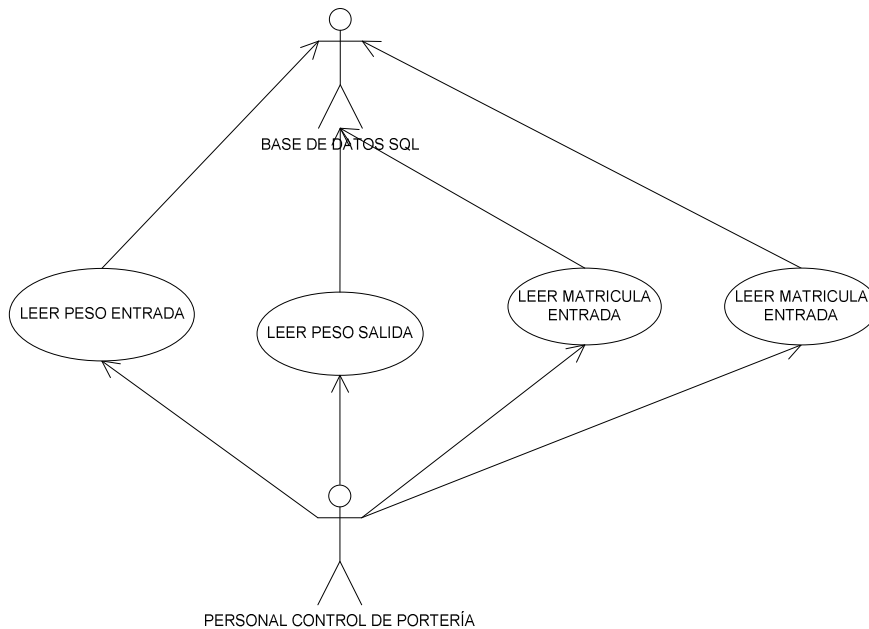 BASE DE DATOS SQL
LEER PESO ENTRADA
LEER PESO SALIDA
LEER MATRICULA
ENTRADA
LEER MATRICULA
ENTRADA
PERSONAL CONTROL DE PORTERÍA